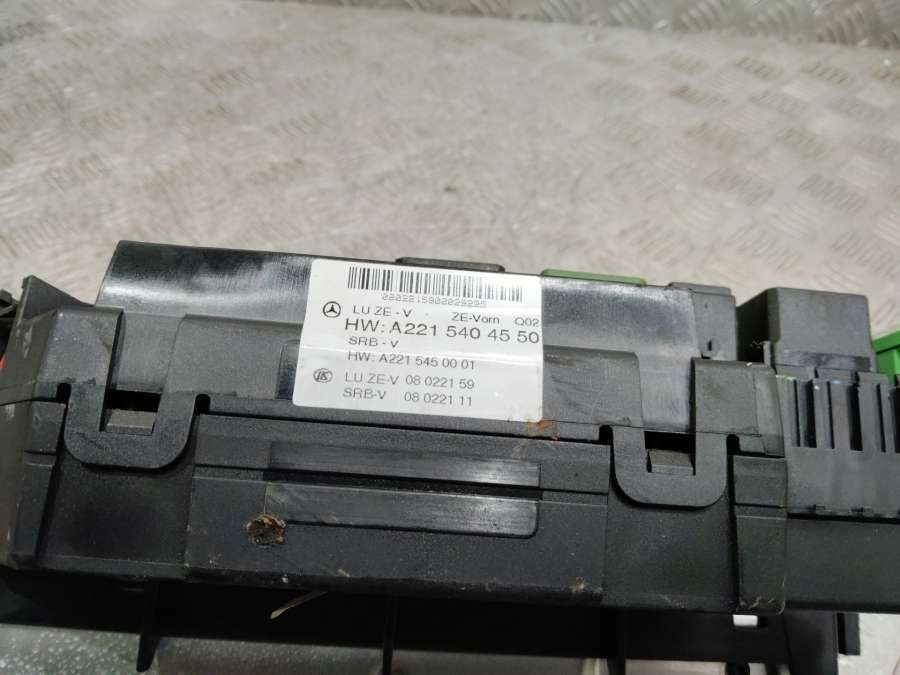 0802215900029225
LU ZE - V ZE-Vorn Q02
HW: A221 540 45 50
SRB - V
HW: A221 545 00 01
LU ZE-V 08 0221 59
SRB-V 08 0221 11